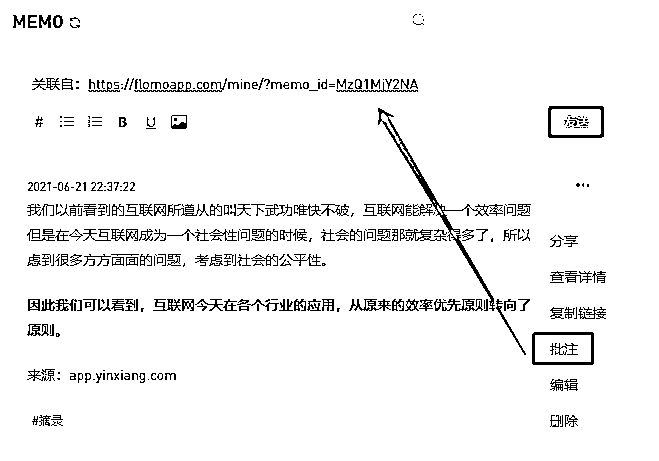 MEMO
关联自：https://flomoapp.com/mine/?memo_id=MzQ1MjY2NA
# B U
发送
2021-06-21 22:37:22
我们以前看到的互联网所遵从的叫天下武功唯快不破，互联网能解决一个效率问题
但是在今天互联网成为一个社会性问题的时候，社会的问题那就复杂得多了，所以
虑到很多方方面面的问题，考虑到社会的公平性。
因此我们可以看到，互联网今天在各个行业的应用，从原来的效率优先原则转向了
原则。
来源：app.yinxiang.com
#摘录
分享
查看详情
复制链接
批注
编辑
删除